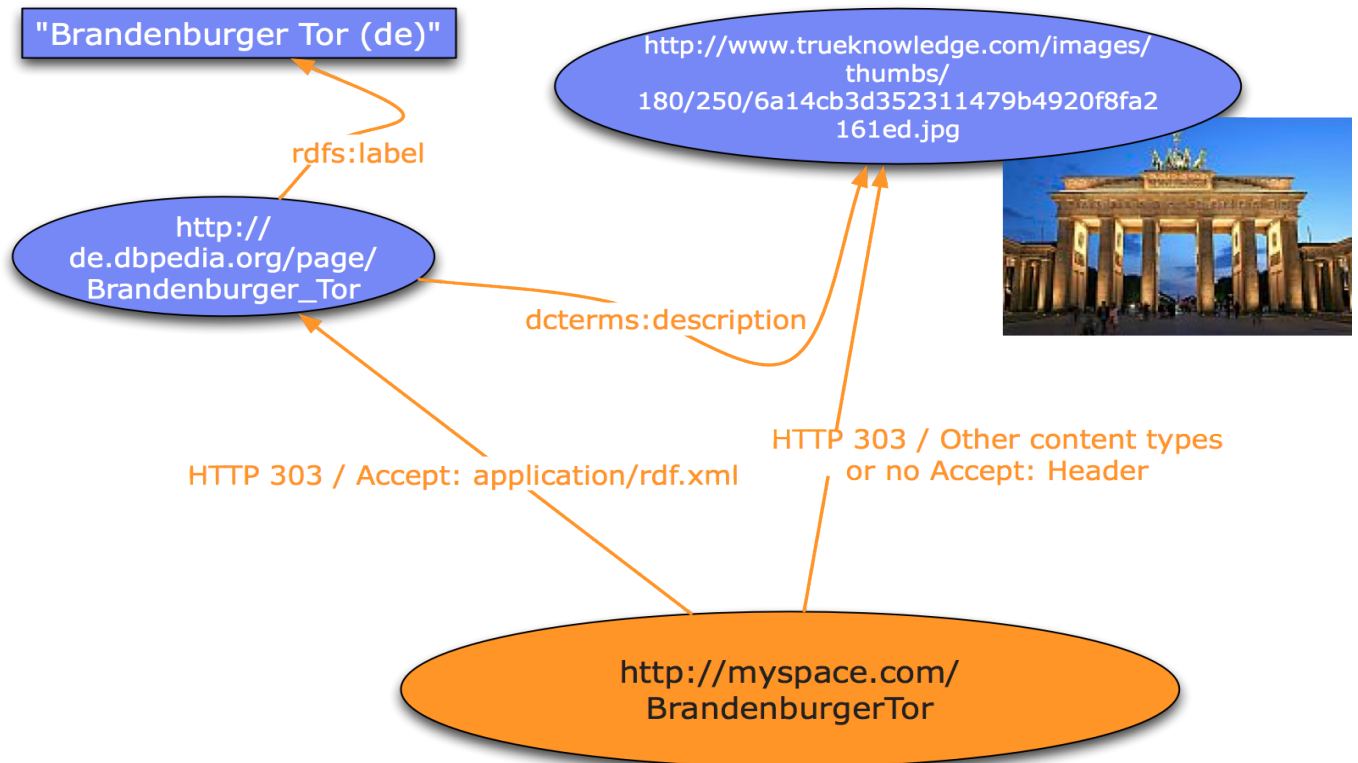 "Brandenburger Tor (de)"
http://www.trueknowledge.com/images/
thumbs/
180/250/6a14cb3d352311479b4920f8fa2
161ed.jpg
rdfs:label
http://
de.dbpedia.org/page/
Brandenburger_Tor
dcterms:description
HTTP 303 / Other content types
or no Accept: Header
HTTP 303 / Accept: application/rdf.xml
http://myspace.com/
BrandenburgerTor